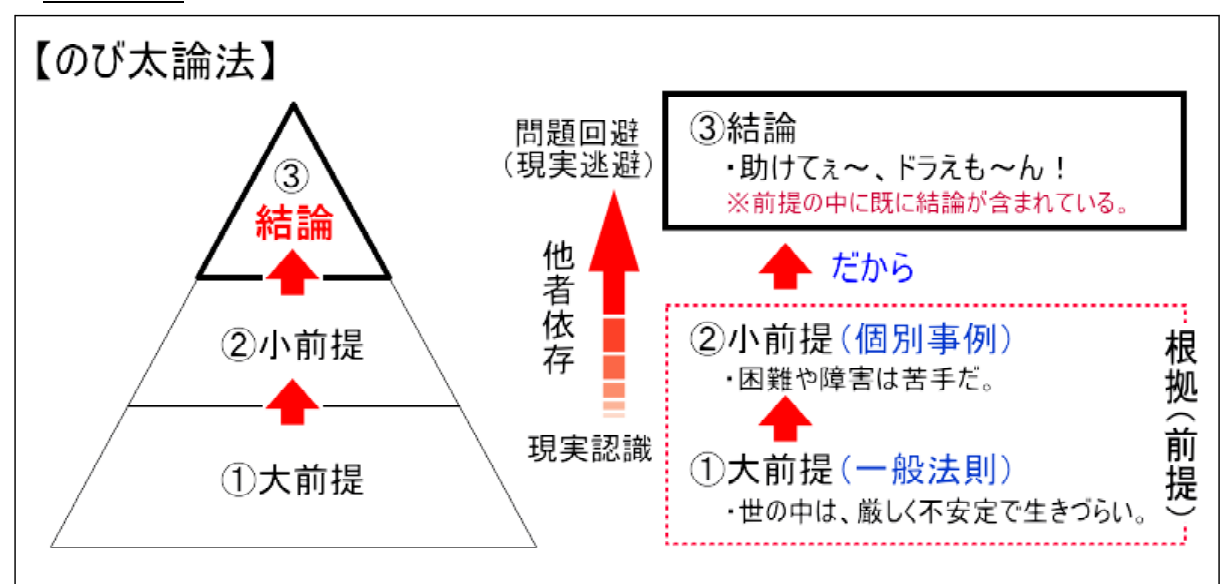 【のび太論法】
③
結論
②小前提
①大前提
問題回避
（現実逃避）
他者依存
現実認識
③結論
・助けてぇ～、ドラえも～ん！
※前提の中に既に結論が含まれている。
だから
②小前提（個別事例）
・困難や障害は苦手だ。
①大前提（一般法則）
・世の中は、厳しく不安定で生きづらい。
根拠（前提）